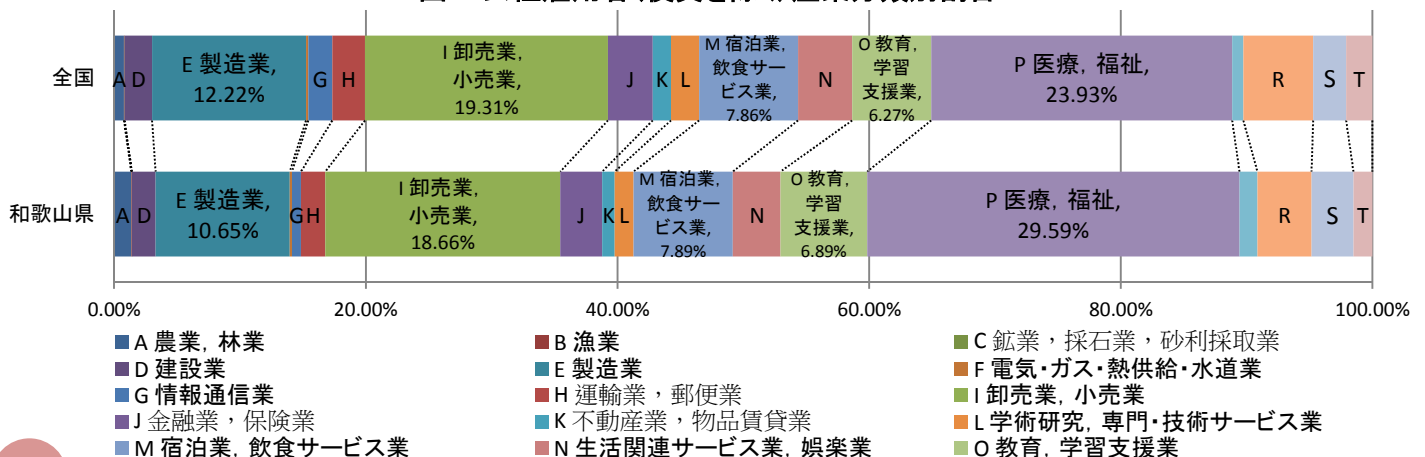 全国
A
D
E 製造業,
12.22%
G
H
I 卸売業,
小売業,
19.31%
J
K
L
M 宿泊業,
飲食サー
ビス業,
7.86%
N
O 教育,
学習
支援業,
6.27%
P 医療, 福祉,
23.93%
R
S
T
和歌山県
A
D
E 製造業,
10.65%
G
H
I 卸売業,
小売業,
18.66%
J
K
L
M 宿泊業,
飲食サー
ビス業,
7.89%
N
O 教育,
学習
支援業,
6.89%
P 医療, 福祉,
29.59%
R
S
T
0.00% 20.00% 40.00% 60.00% 80.00% 100.00%
A 農業, 林業 B 漁業 C 鉱業，採石業，砂利採取業
D 建設業 E 製造業 F 電気・ガス・熱供給・水道業
G 情報通信業 H 運輸業，郵便業 I 卸売業, 小売業
J 金融業，保険業 K 不動産業，物品賃貸業 L 学術研究, 専門・技術サービス業
M 宿泊業, 飲食サービス業 N 生活関連サービス業, 娯楽業 O 教育, 学習支援業